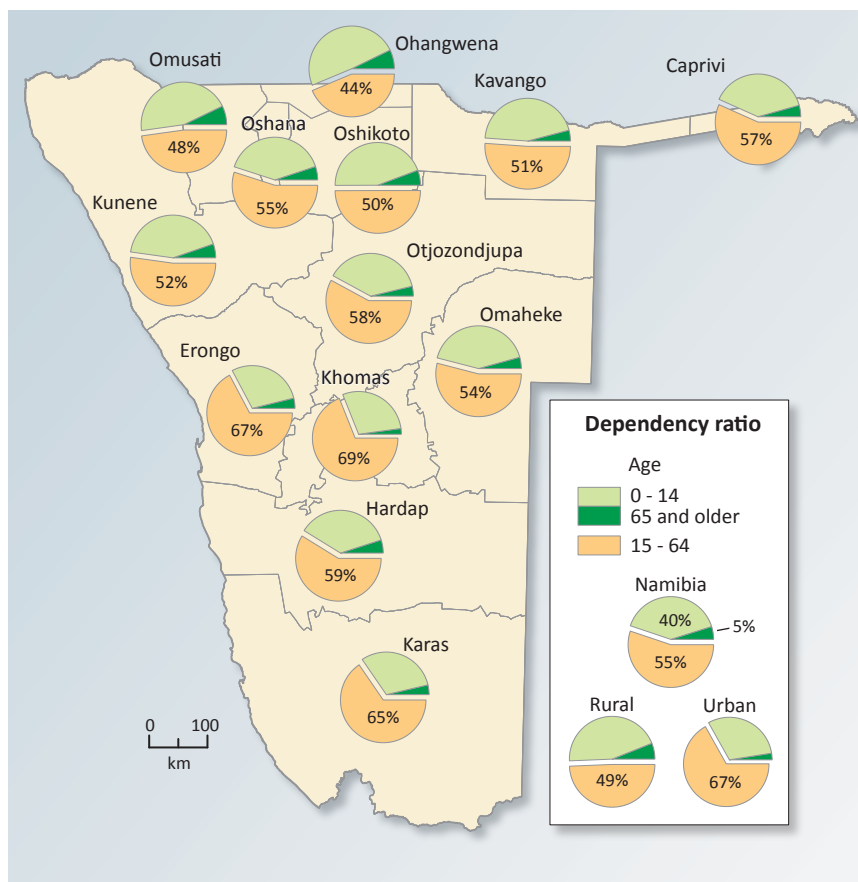 Ohangwena
44%
Omusati
48%
Caprivi
57%
Kavango
51%
Oshana
55%
Oshikoto
50%
Kunene
52%
Otjozondjupa
58%
Omaheke
54%
Erongo
67%
Khomas
69%
Hardap
59%
Karas
65%
0 100
km
Dependency ratio
Age
0 - 14
65 and older
15 - 64
Namibia
40%
5%
55%
Rural
49%
Urban
67%